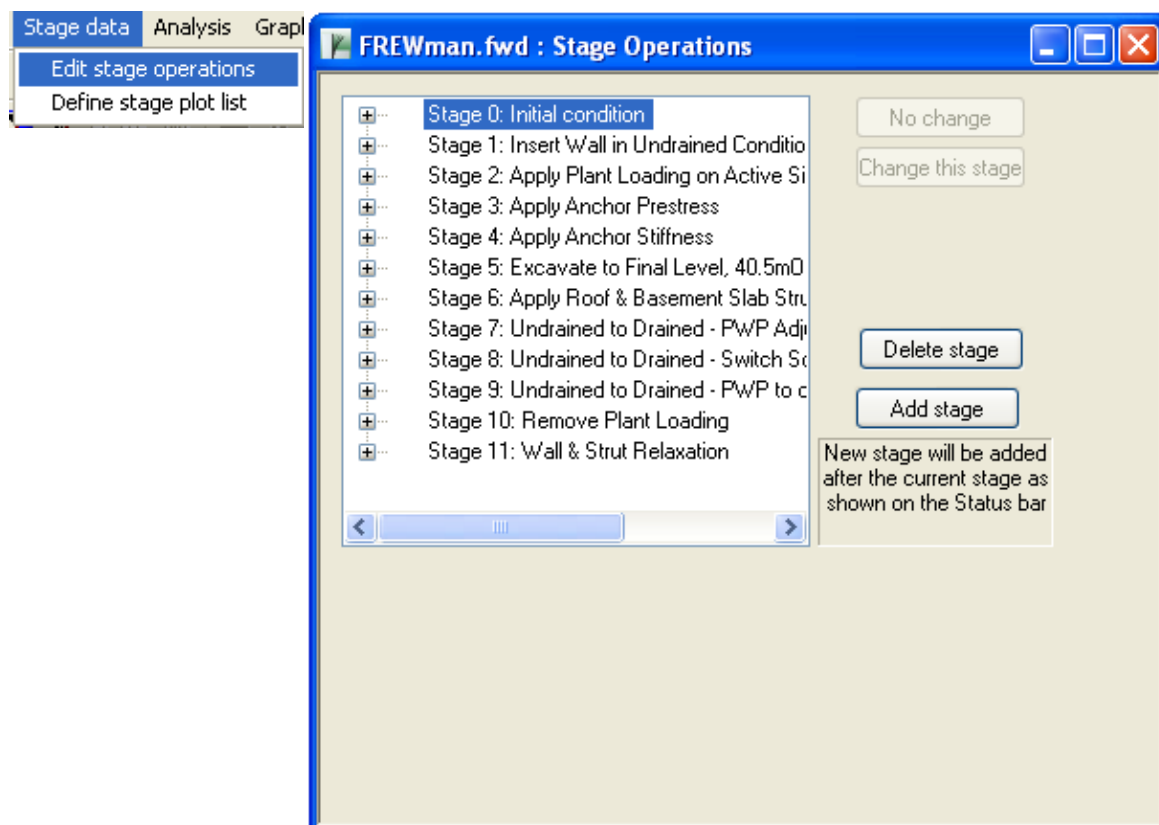 Stage data Analysis Grap
Edit stage operations
Define stage plot list
FREWman.fwd : Stage Operations
Stage 0: Initial condition
Stage 1: Insert Wall in Undrained Conditio
Stage 2: Apply Plant Loading on Active Si
Stage 3: Apply Anchor Prestress
Stage 4: Apply Anchor Stiffness
Stage 5: Excavate to Final Level, 40.5mO
Stage 6: Apply Roof & Basement Slab Stru
Stage 7: Undrained to Drained - PWP Adju
Stage 8: Undrained to Drained - Switch So
Stage 9: Undrained to Drained - PWP to c
Stage 10: Remove Plant Loading
Stage 11: Wall & Strut Relaxation
No change
Change this stage
Delete stage
Add stage
New stage will be added
after the current stage as
shown on the Status bar